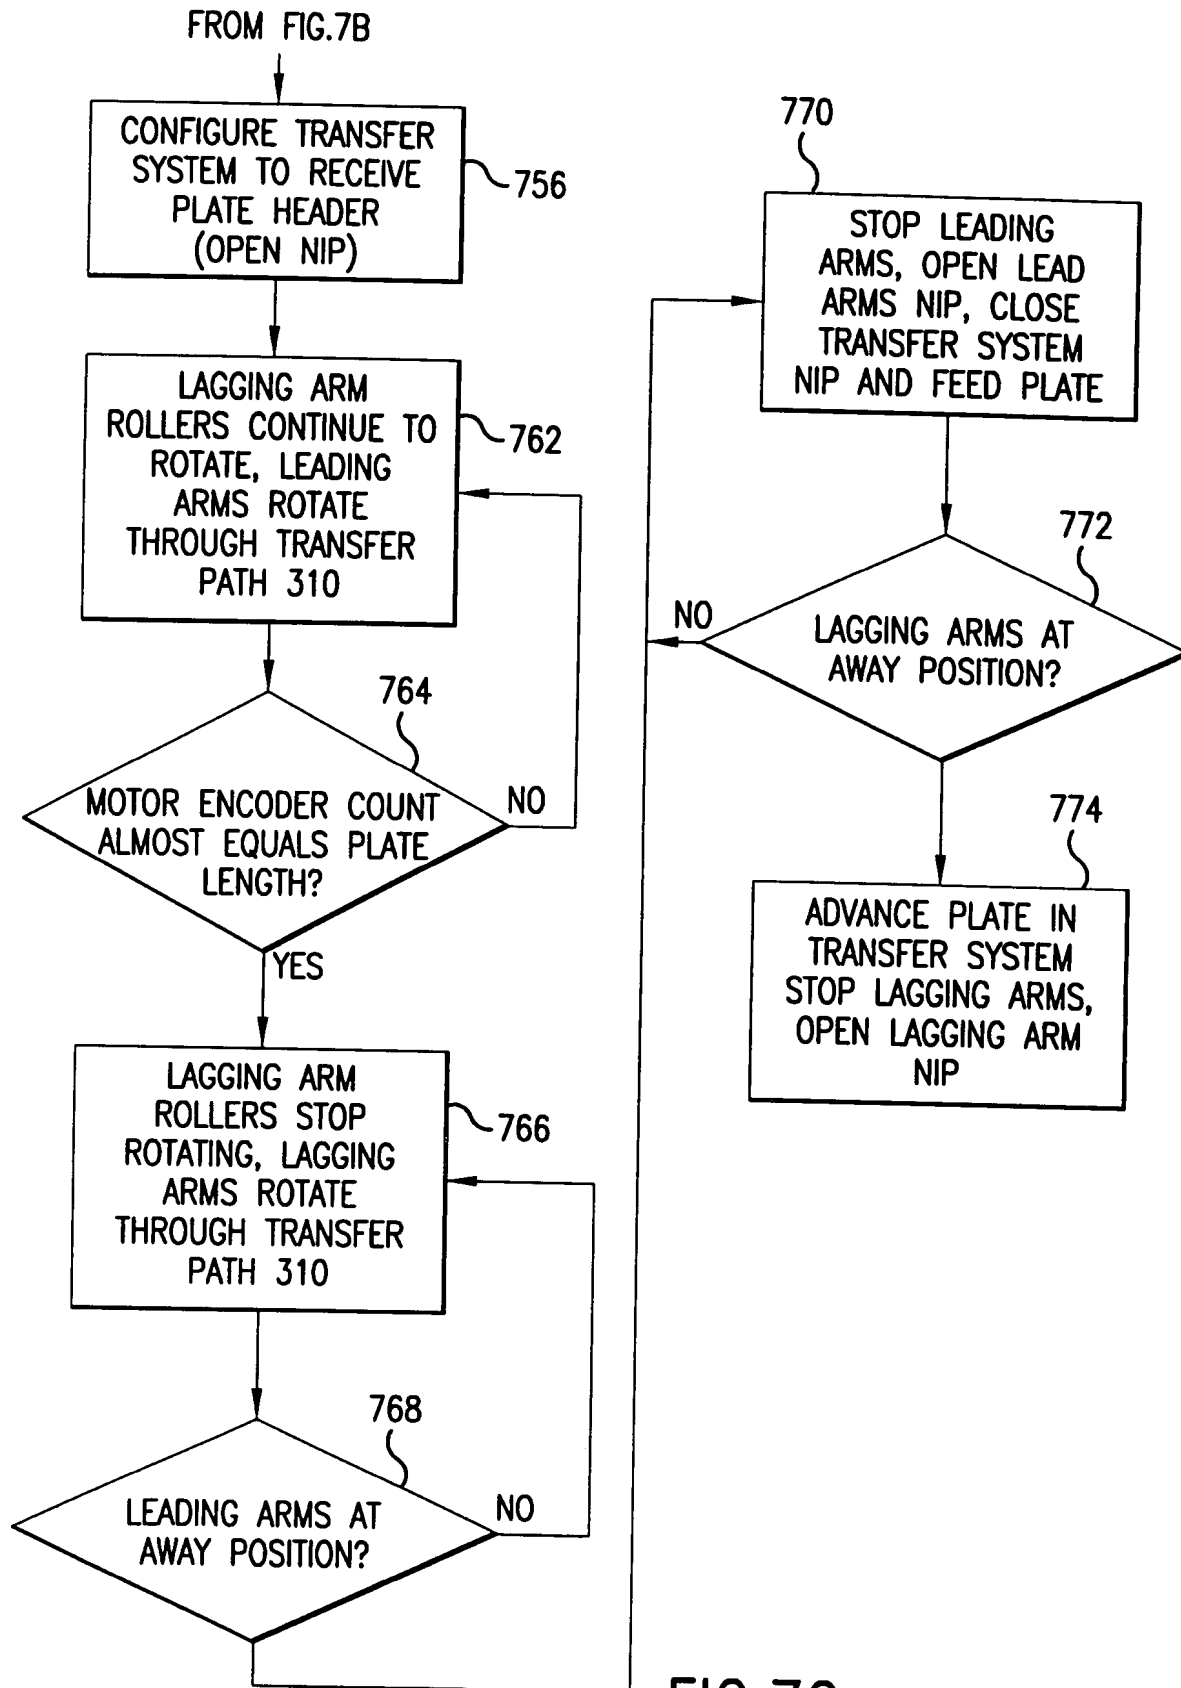 FROM FIG.7B
CONFIGURE TRANSFER
SYSTEM TO RECEIVE
PLATE HEADER
(OPEN NIP)
756
LAGGING ARM
ROLLERS CONTINUE TO
ROTATE, LEADING
ARMS ROTATE
THROUGH TRANSFER
PATH 310
762
764
MOTOR ENCODER COUNT
ALMOST EQUALS PLATE
LENGTH?
NO
YES
LAGGING ARM
ROLLERS STOP
ROTATING, LAGGING
ARMS ROTATE
THROUGH TRANSFER
PATH 310
766
768
LEADING ARMS AT
AWAY POSITION?
NO
770
STOP LEADING
ARMS, OPEN LEAD
ARMS NIP, CLOSE
TRANSFER SYSTEM
NIP AND FEED PLATE
772
NO
LAGGING ARMS AT
AWAY POSITION?
774
ADVANCE PLATE IN
TRANSFER SYSTEM
STOP LAGGING ARMS,
OPEN LAGGING ARM
NIP